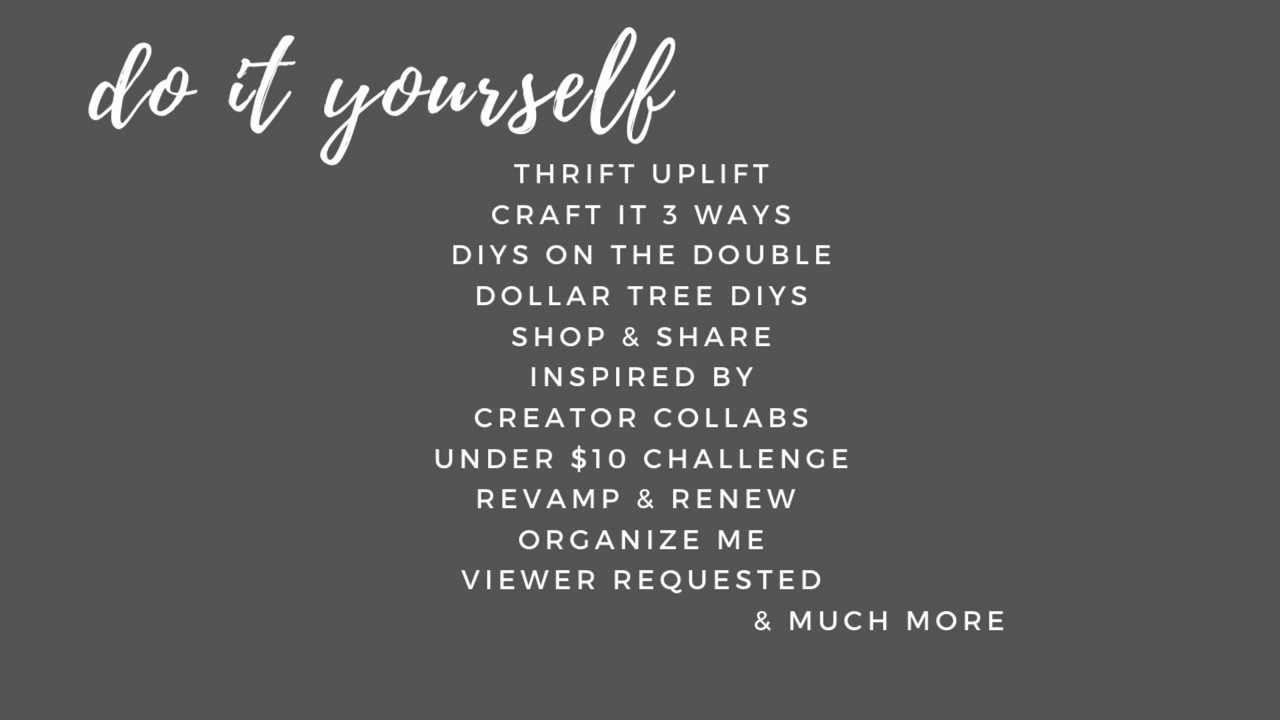 do it yourself
THRIFT UPLIFT
CRAFT IT 3 WAYS
DIYS ON THE DOUBLE
DOLLAR TREE DIYS
SHOP & SHARE
INSPIRED BY
CREATOR COLLABS
UNDER $10 CHALLENGE
REVAMP & RENEW
ORGANIZE ME
VIEWER REQUESTED
& MUCH MORE